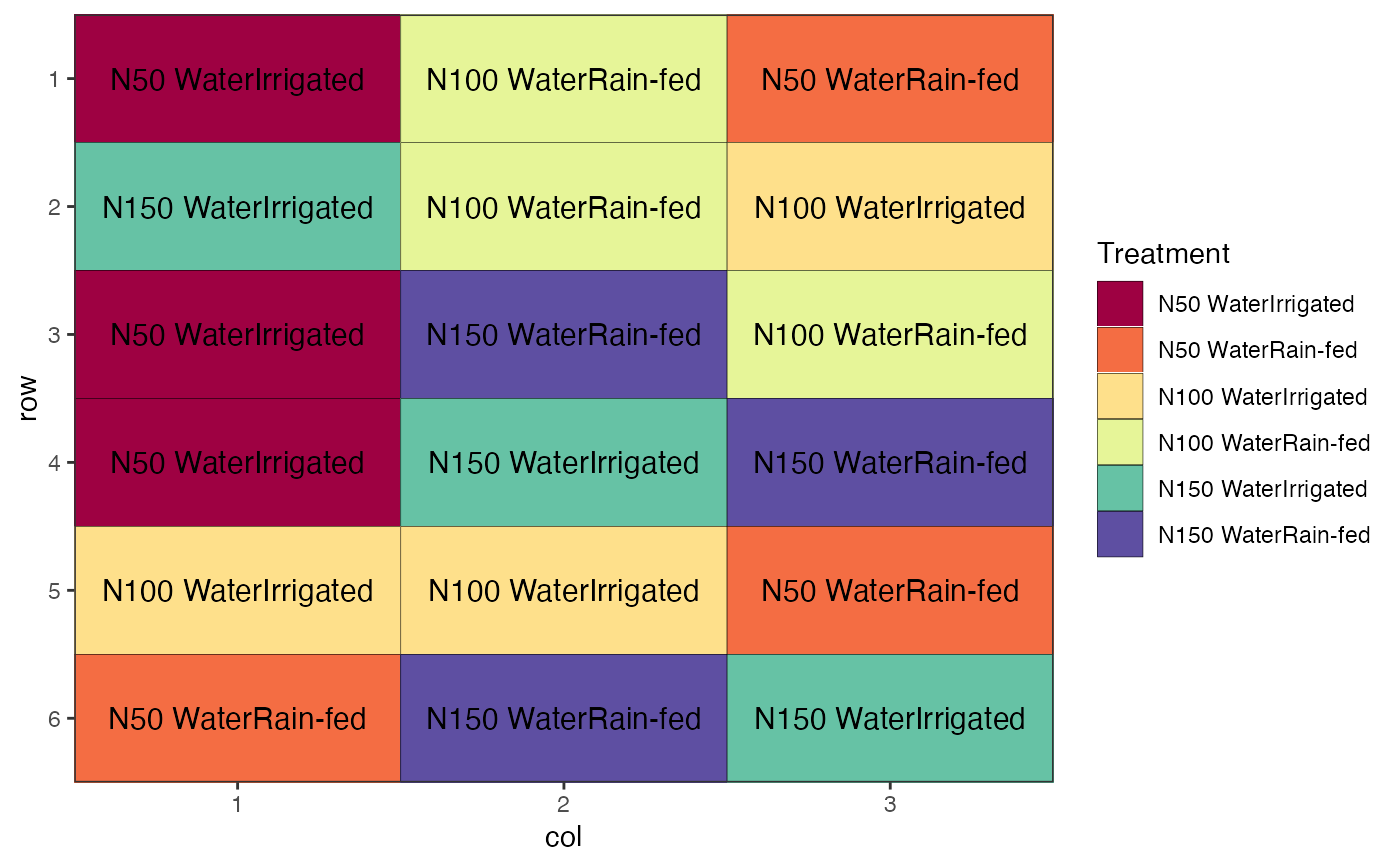 1 N50 WaterIrrigated N100 WaterRain-fed N50 WaterRain-fed
2 N150 WaterIrrigated N100 WaterRain-fed N100 WaterIrrigated
3 N50 WaterIrrigated N150 WaterRain-fed N100 WaterRain-fed
4 N50 WaterIrrigated N150 WaterIrrigated N150 WaterRain-fed
5 N100 WaterIrrigated N100 WaterIrrigated N50 WaterRain-fed
6 N50 WaterRain-fed N150 WaterRain-fed N150 WaterIrrigated
row
1 2 3
col
Treatment
N50 WaterIrrigated
N50 WaterRain-fed
N100 WaterIrrigated
N100 WaterRain-fed
N150 WaterIrrigated
N150 WaterRain-fed